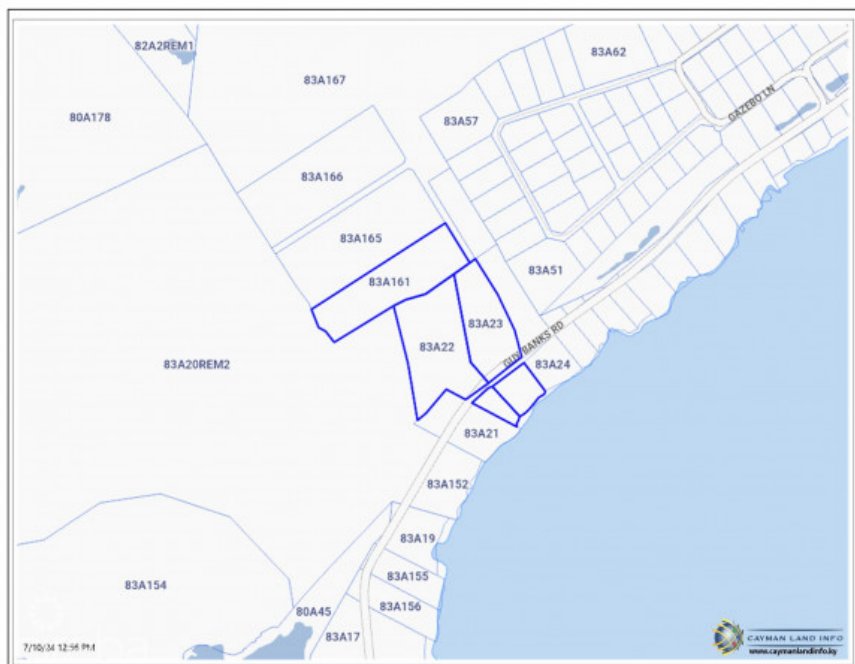 82A2REM1
83A62
83A167
80A178
83A57
GAZEBO LN
83A166
83A165
83A161
83A51
83A23
83A22
GUY BANKS RD
83A20REM2
83A24
83A21
83A152
83A19
83A154
83A155
80A45
83A156
83A17
7/10/24 12:56 PM
CAYMAN LAND INFO
www.caymanlandinfo.ky